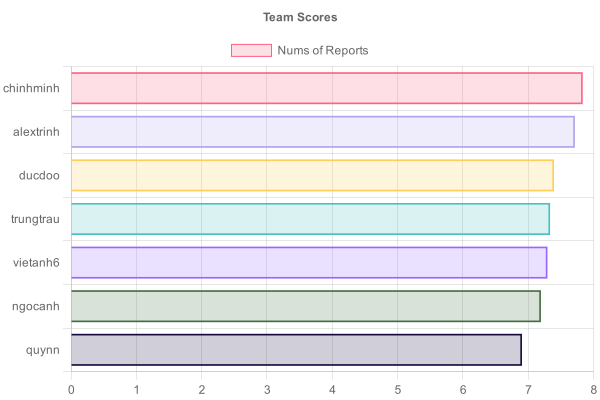 Team Scores
Nums of Reports
chinhminh
alextrinh
ducdoo
trungtrau
vietanh6
ngocanh
quynn
0 1 2 3 4 5 6 7 8